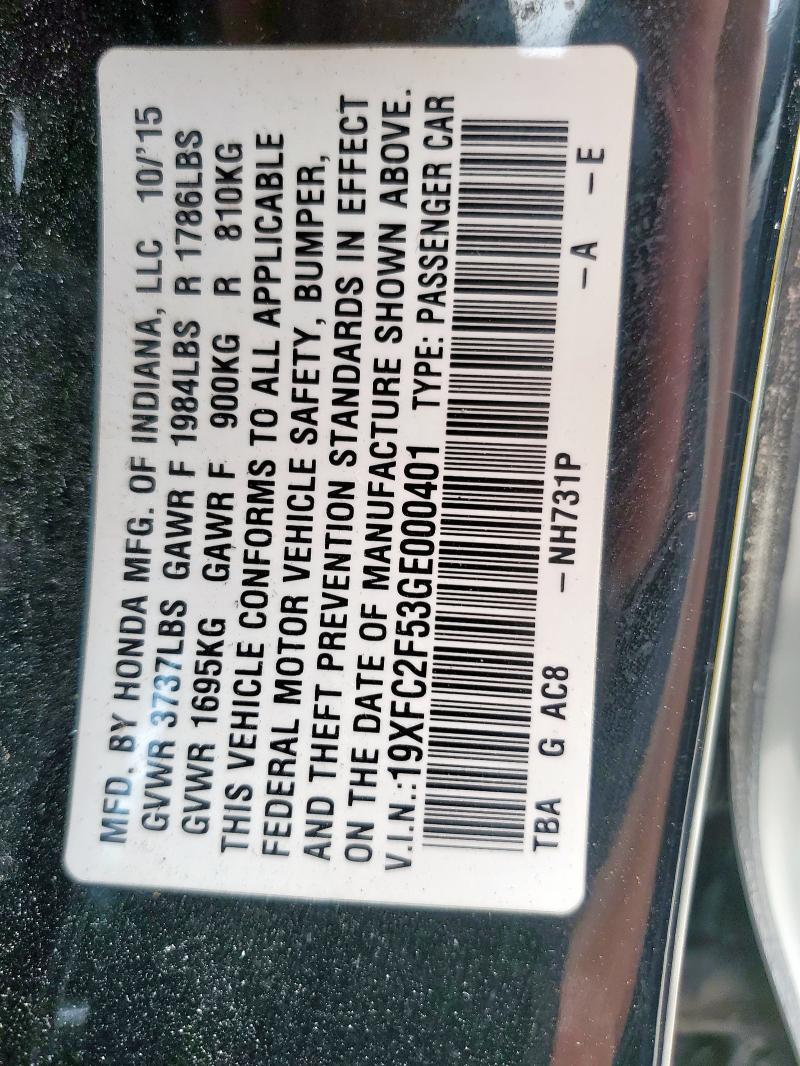 MFD. BY HONDA MFG. OF INDIANA, LLC 10/'15
GVWR 3737LBS GAWR F 1984LBS R 1786LBS
GVWR 1695KG GAWR F 900KG R 810KG
THIS VEHICLE CONFORMS TO ALL APPLICABLE
FEDERAL MOTOR VEHICLE SAFETY, BUMPER,
AND THEFT PREVENTION STANDARDS IN EFFECT
ON THE DATE OF MANUFACTURE SHOWN ABOVE.
V.I.N.:19XFC2F53GE000401 TYPE: PASSENGER CAR
TBA G AC8 -NH731P -A -E